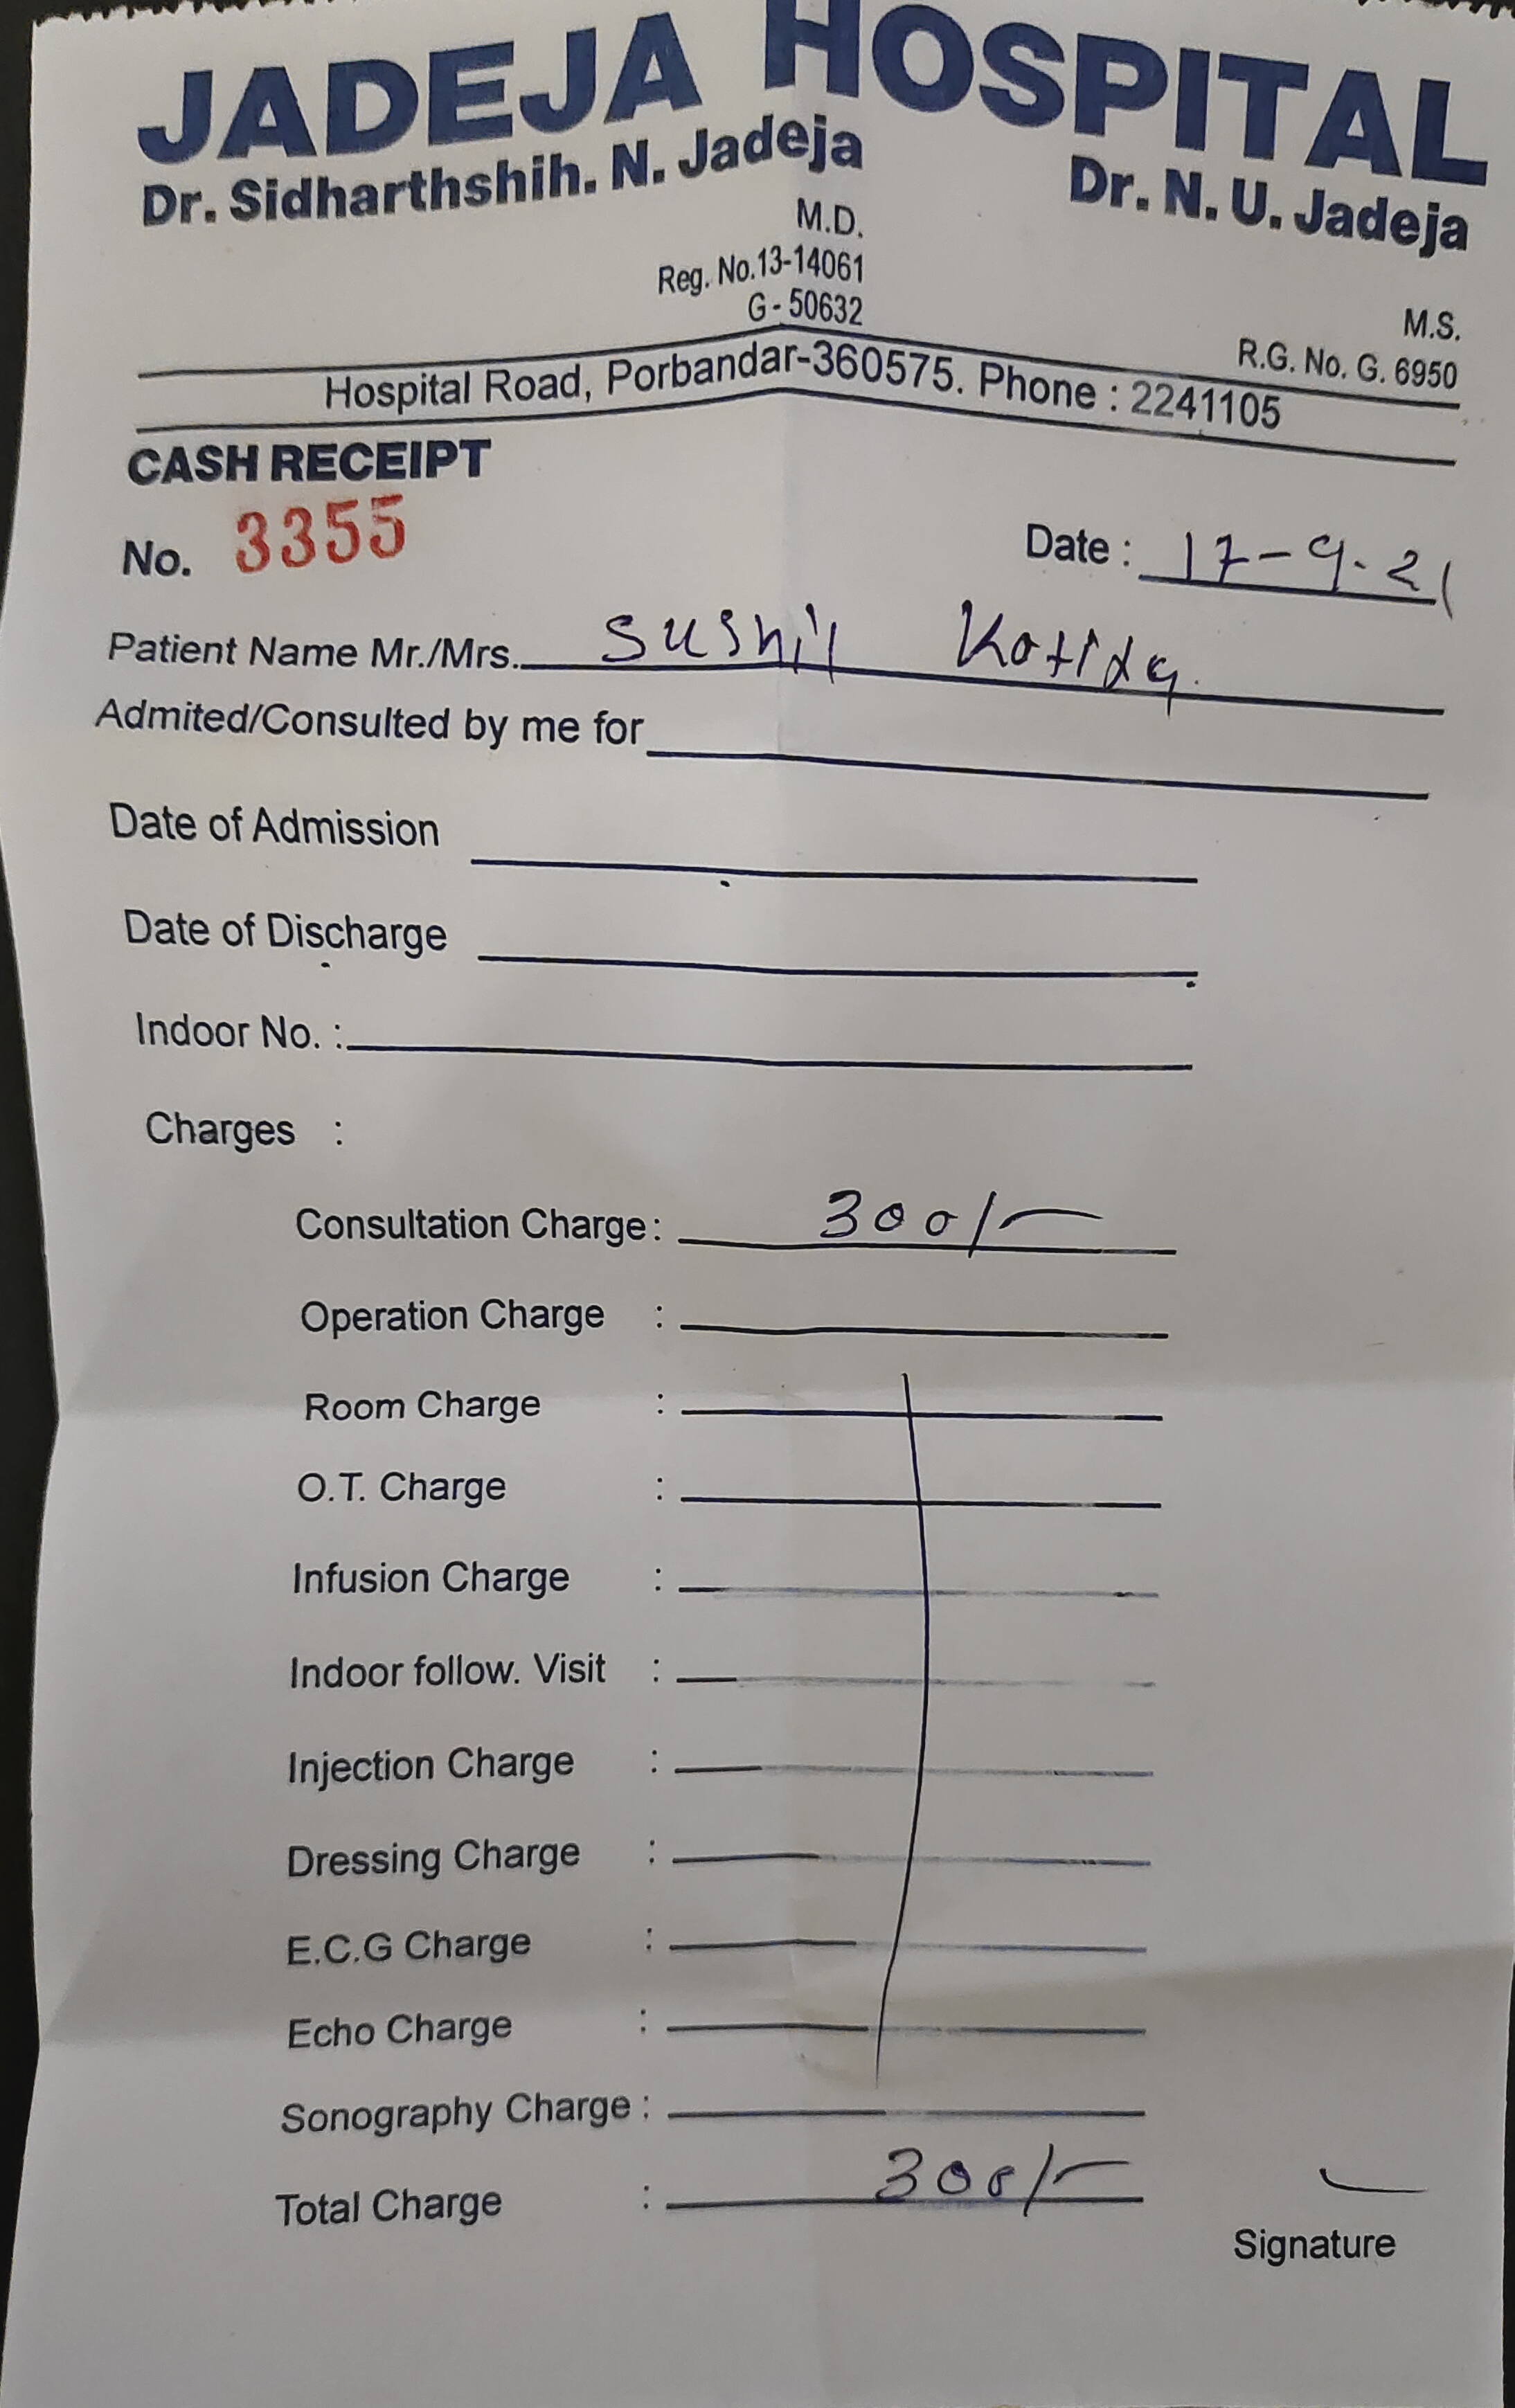 JADEJA HOSPITAL
Dr. Sidharthshih. N. Jadeja Dr. N. U. Jadeja
M.D. M.S.
Reg. No.13-14061 R.G. No. G. 6950
G - 50632
Hospital Road, Porbandar-360575. Phone : 2241105
CASH RECEIPT
No. 3355 Date : 17-9.21
Patient Name Mr./Mrs. Sushil
Admited/Consulted by me for
Date of Admission
Date of Discharge
Indoor No. :
Charges :
Consultation Charge : 300/-
Operation Charge :
Room Charge :
O.T. Charge :
Infusion Charge :
Indoor follow. Visit :
Injection Charge :
Dressing Charge :
E.C.G Charge :
Echo Charge :
Sonography Charge :
Total Charge : 300/-
Signature